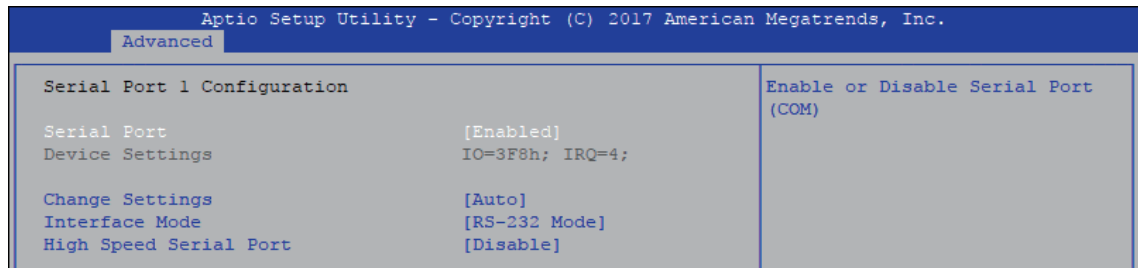 Aptio Setup Utility - Copyright (C) 2017 American Megatrends, Inc.
Advanced
Serial Port 1 Configuration
Enable or Disable Serial Port
(COM)
Serial Port [Enabled]
Device Settings IO=3F8h; IRQ=4;
Change Settings [Auto]
Interface Mode [RS-232 Mode]
High Speed Serial Port [Disable]